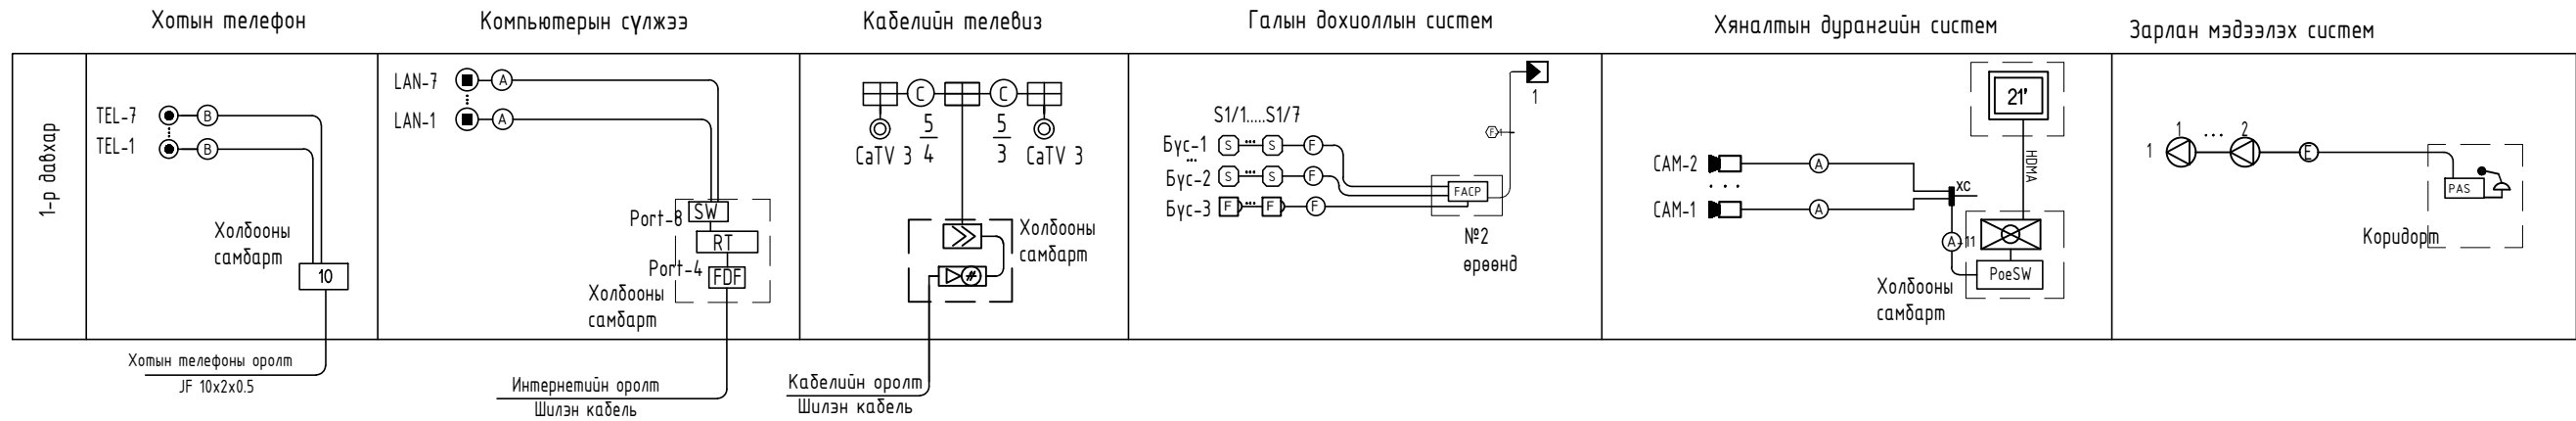 Хотын телефон
Компьютерын сүлжээ
Кабелийн телевиз
Галын дохиоллын систем
Хяналтын дурангийн систем
Зарлан мэдээлэх систем
1-р давхар
TEL-7
B
TEL-1
B
Холбооны
самбарт
10
Хотын телефоны оролт
JF 10x2x0.5
LAN-7
A
LAN-1
A
Port-8
SW
RT
Port-4
FDF
Холбооны
самбарт
Интернетийн оролт
Шилэн кабель
C
C
5
4
5
3
CaTV 3
CaTV 3
Холбооны
самбарт
#
Кабелийн оролт
Шилэн кабель
1
F
S1/1.....S1/7
Бүс-1
S
...
S
F
...
Бүс-2
S
...
S
F
Бүс-3
F
...
F
F
FACP
№2
өрөөнд
21'
HDMA
CAM-2
A
. . .
CAM-1
A
XC
A-11
PoeSW
Холбооны
самбарт
1
...
2
1
E
PAS
Коридорт